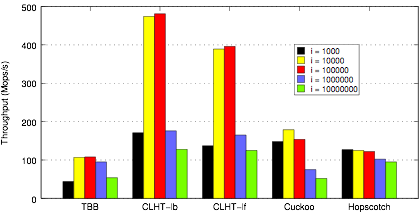 500
400
300
200
100
0
Throughput (Mops/s)
i = 1000
i = 10000
i = 100000
i = 1000000
i = 10000000
TBB CLHT-lb CLHT-lf Cuckoo Hopscotch